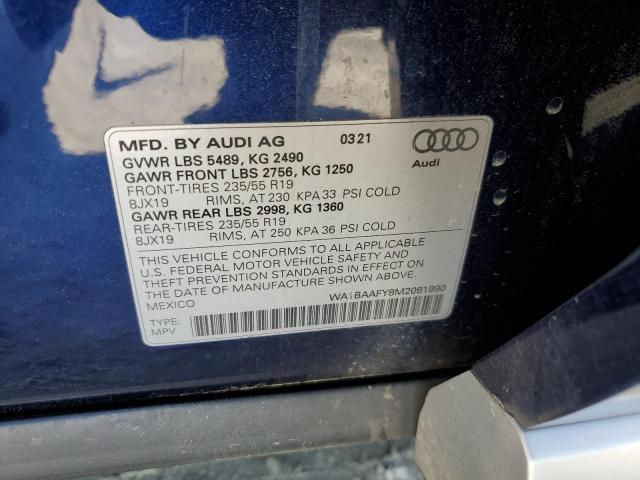 MFD. BY AUDI AG 03 21
GVWR LBS 5489, KG 2490
GAWR FRONT LBS 2756, KG 1250
FRONT-TIRES 235/55 R19
8JX19 RIMS, AT 230 KPA 33 PSI COLD
GAWR REAR LBS 2998, KG 1360
REAR-TIRES 235/55 R19
8JX19 RIMS, AT 250 KPA 36 PSI COLD
Audi
THIS VEHICLE CONFORMS TO ALL APPLICABLE
U.S. FEDERAL MOTOR VEHICLE SAFETY AND
THEFT PREVENTION STANDARDS IN EFFECT ON
THE DATE OF MANUFACTURE SHOWN ABOVE.
MEXICO
WA1BAAFY8M2081990
TYPE:
MPV